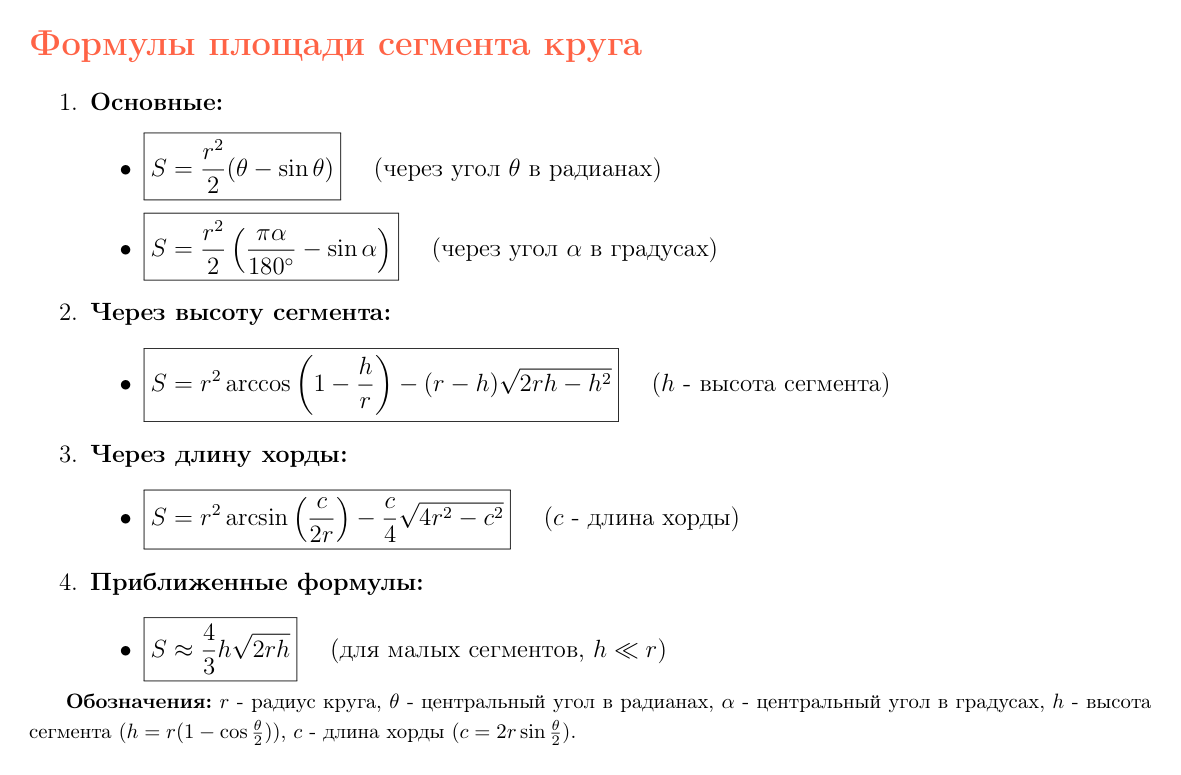 Формулы площади сегмента круга
1. Основные:
• $S = \frac{r^2}{2}(\theta - \sin\theta)$ (через угол $\theta$ в радианах)
• $S = \frac{r^2}{2}\left(\frac{\pi\alpha}{180^\circ} - \sin\alpha\right)$ (через угол $\alpha$ в градусах)
2. Через высоту сегмента:
• $S = r^2 \arccos\left(1 - \frac{h}{r}\right) - (r - h)\sqrt{2rh - h^2}$ ($h$ - высота сегмента)
3. Через длину хорды:
• $S = r^2 \arcsin\left(\frac{c}{2r}\right) - \frac{c}{4}\sqrt{4r^2 - c^2}$ ($c$ - длина хорды)
4. Приближенные формулы:
• $S \approx \frac{4}{3}h\sqrt{2rh}$ (для малых сегментов, $h \ll r$)
Обозначения: $r$ - радиус круга, $\theta$ - центральный угол в радианах, $\alpha$ - центральный угол в градусах, $h$ - высота
сегмента ($h = r(1 - \cos\frac{\theta}{2})$), $c$ - длина хорды ($c = 2r\sin\frac{\theta}{2}$).